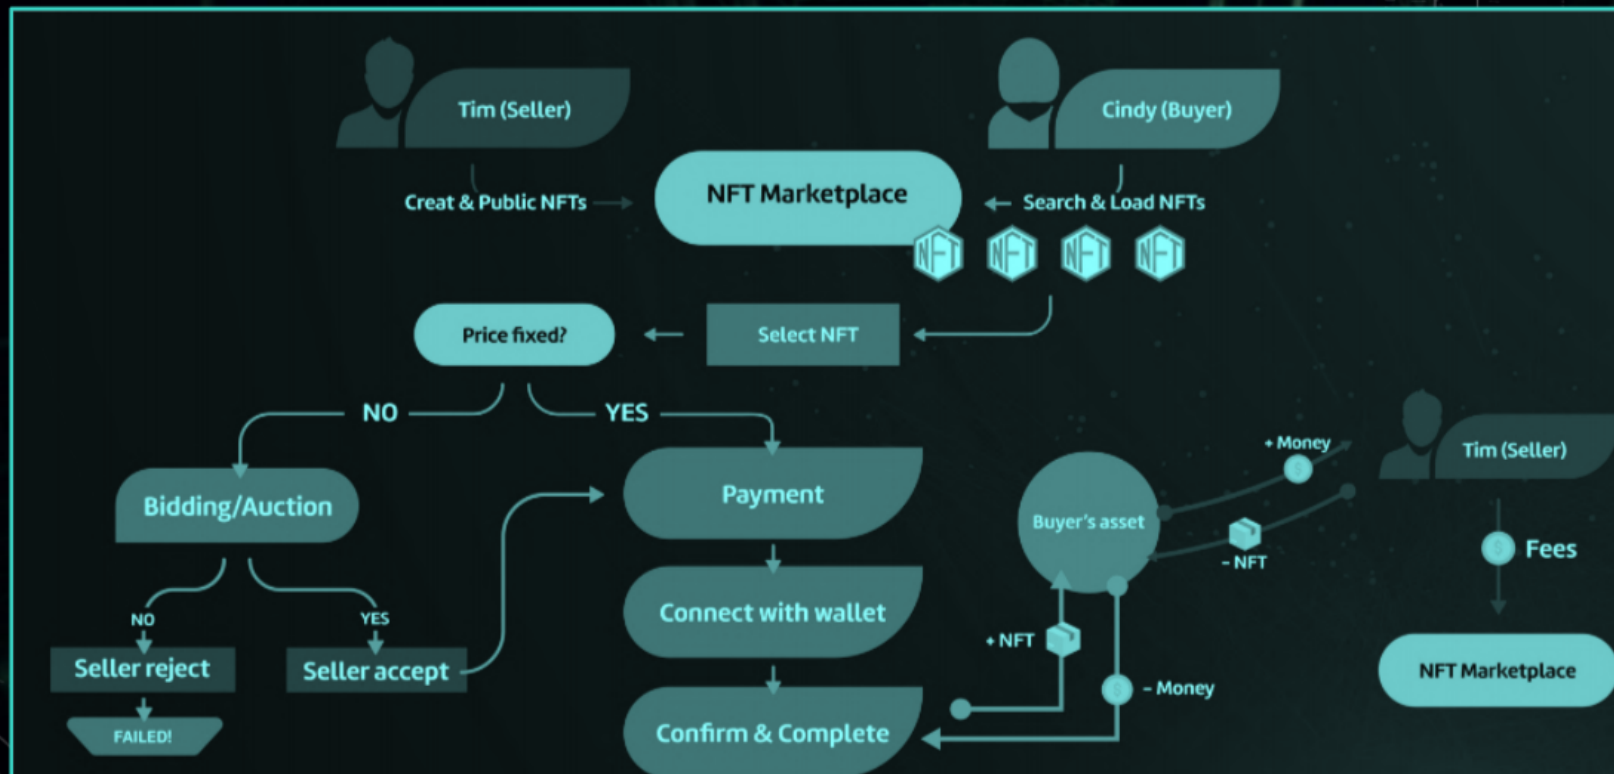 Tim (Seller)
Cindy (Buyer)
NFT Marketplace
Creat & Public NFTs
Search & Load NFTs
NFT
NFT
NFT
NFT
Price fixed?
Select NFT
NO
YES
Bidding/Auction
Payment
Buyer's asset
+ Money
Tim (Seller)
- NFT
Fees
NO
YES
Connect with wallet
Seller reject
Seller accept
+ NFT
- Money
NFT Marketplace
FAILED!
Confirm & Complete